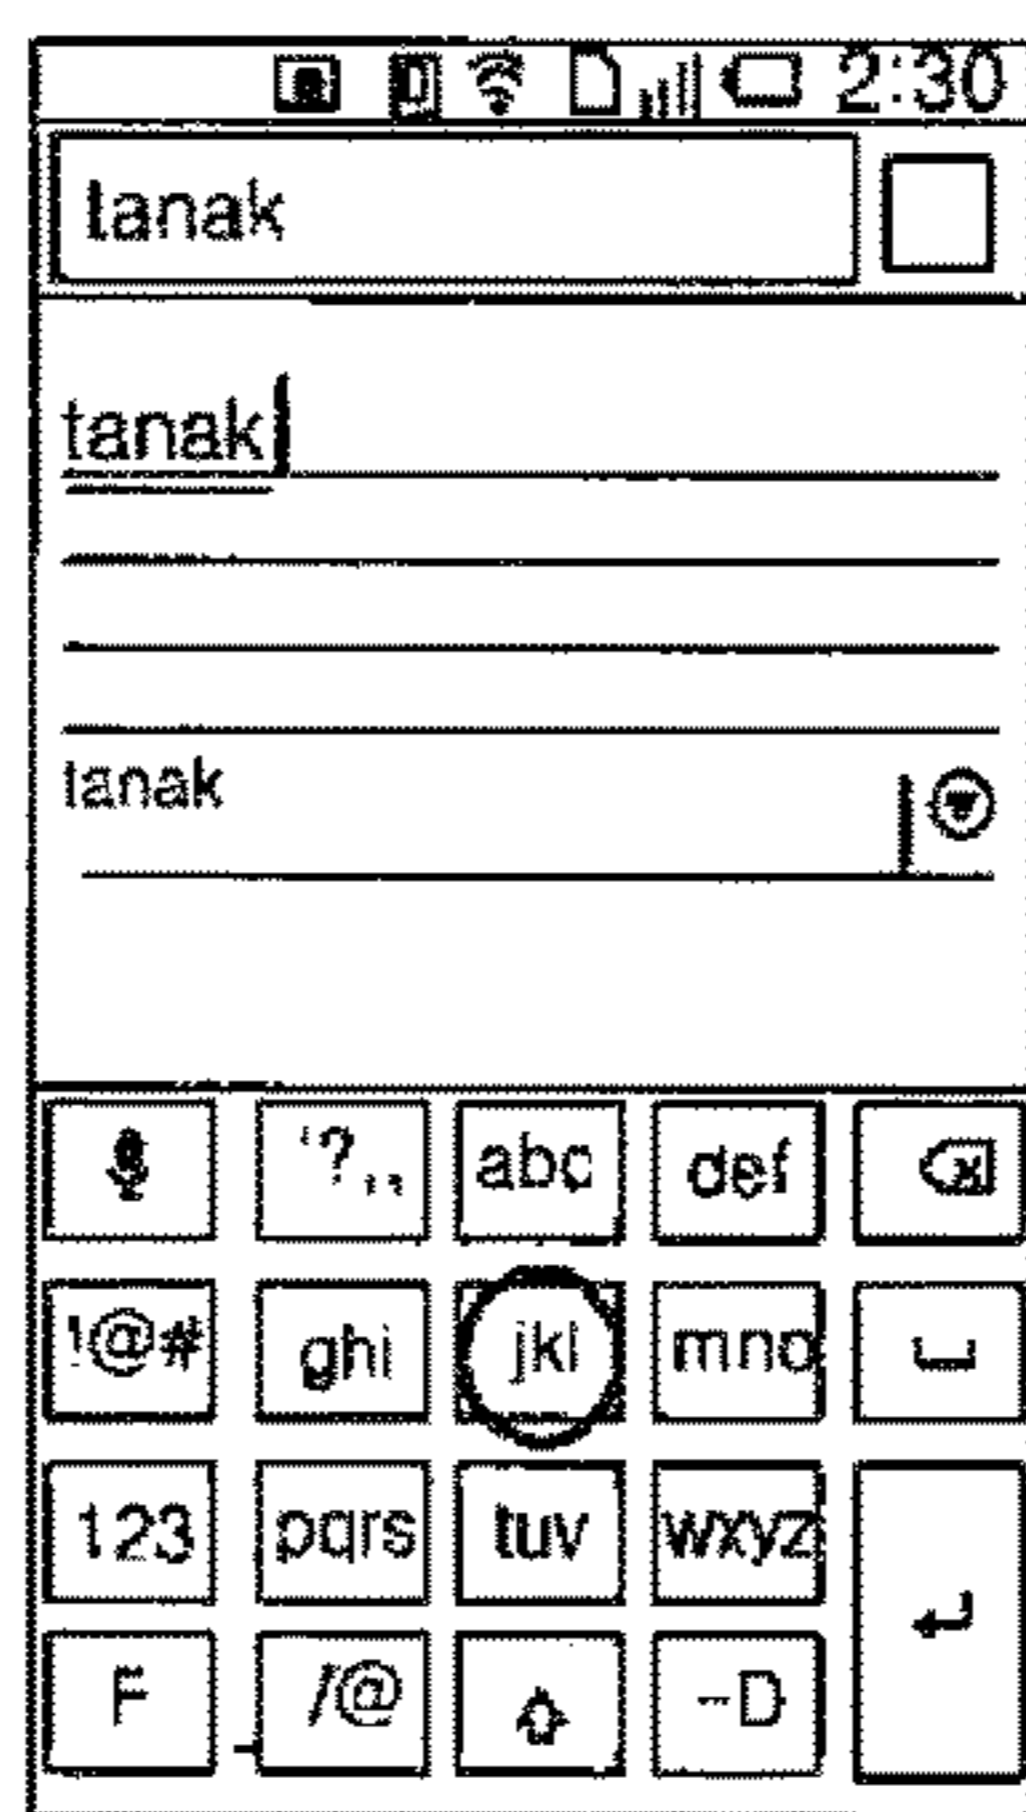 2:30
tanak
tanak
tanak
'?,, abc def
!@# ghi jkl mno
123 pqrs tuv wxyz
F /@ –D